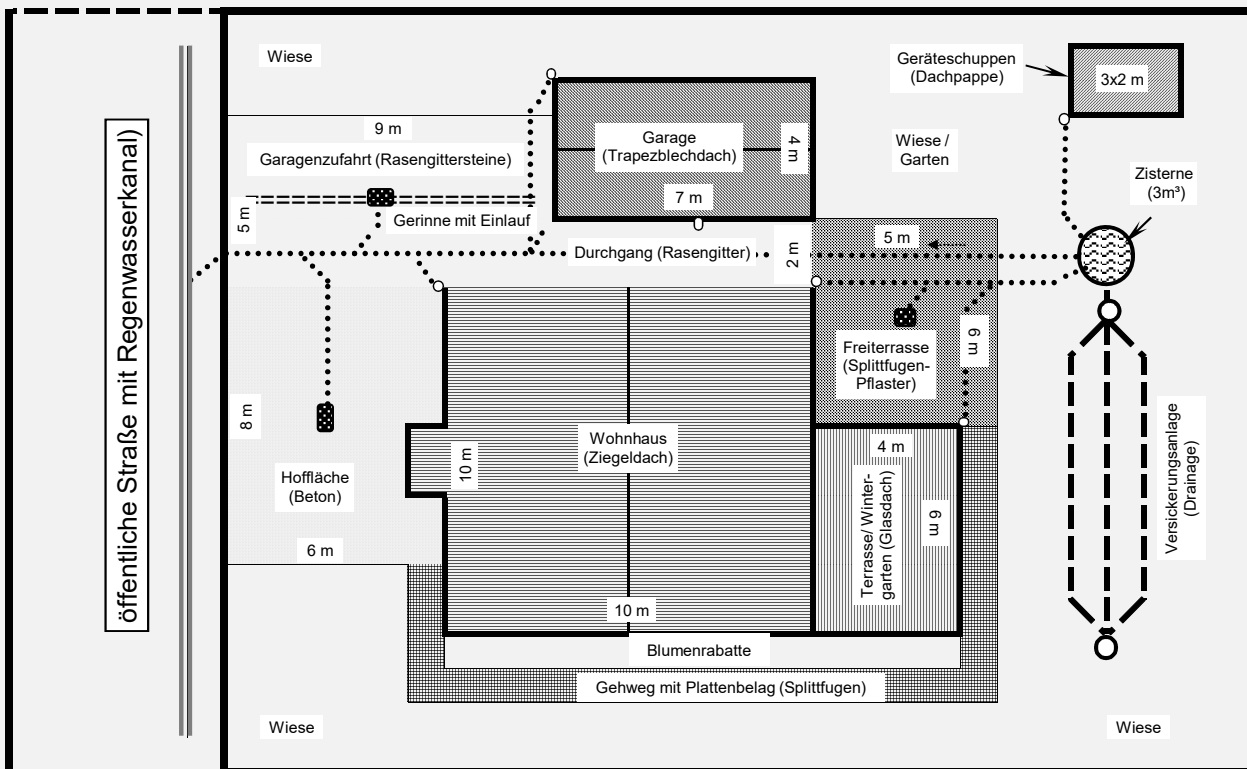 Wiese
Geräteschuppen
(Dachpappe)
3x2 m
9 m
Garagenzufahrt (Rasengittersteine)
Garage
(Trapezblechdach)
4 m
7 m
Wiese /
Garten
Zisterne
(3m³)
5 m
Gerinne mit Einlauf
Durchgang (Rasengitter)
2 m
5 m
öffentliche Straße mit Regenwasserkanal)
Freiterrasse
(Splittfugen-
Pflaster)
6 m
8 m
Hoffläche
(Beton)
6 m
10 m
Wohnhaus
(Ziegeldach)
10 m
4 m
6 m
Terrasse/ Winter-
garten (Glasdach)
Versickerungsanlage
(Drainage)
Blumenrabatte
Gehweg mit Plattenbelag (Splittfugen)
Wiese
Wiese